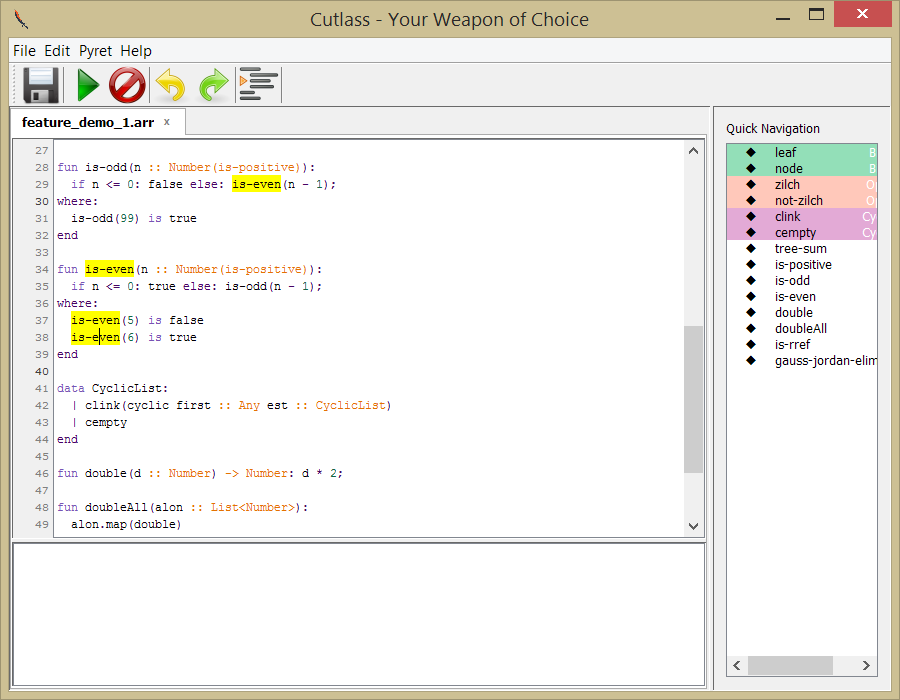 Cutlass - Your Weapon of Choice
File Edit Pyret Help
feature_demo_1.arr x
27
28 fun is-odd(n :: Number(is-positive)):
29 if n <= 0: false else: is-even(n - 1);
30 where:
31 is-odd(99) is true
32 end
33
34 fun is-even(n :: Number(is-positive)):
35 if n <= 0: true else: is-odd(n - 1);
36 where:
37 is-even(5) is false
38 is-even(6) is true
39 end
40
41 data CyclicList:
42 | clink(cyclic first :: Any est :: CyclicList)
43 | cempty
44 end
45
46 fun double(d :: Number) -> Number: d * 2;
47
48 fun doubleAll(alon :: List<Number>):
49 alon.map(double)
Quick Navigation
leaf B
node B
zilch O
not-zilch O
clink Cy
cempty Cy
tree-sum
is-positive
is-odd
is-even
double
doubleAll
is-rref
gauss-jordan-elim